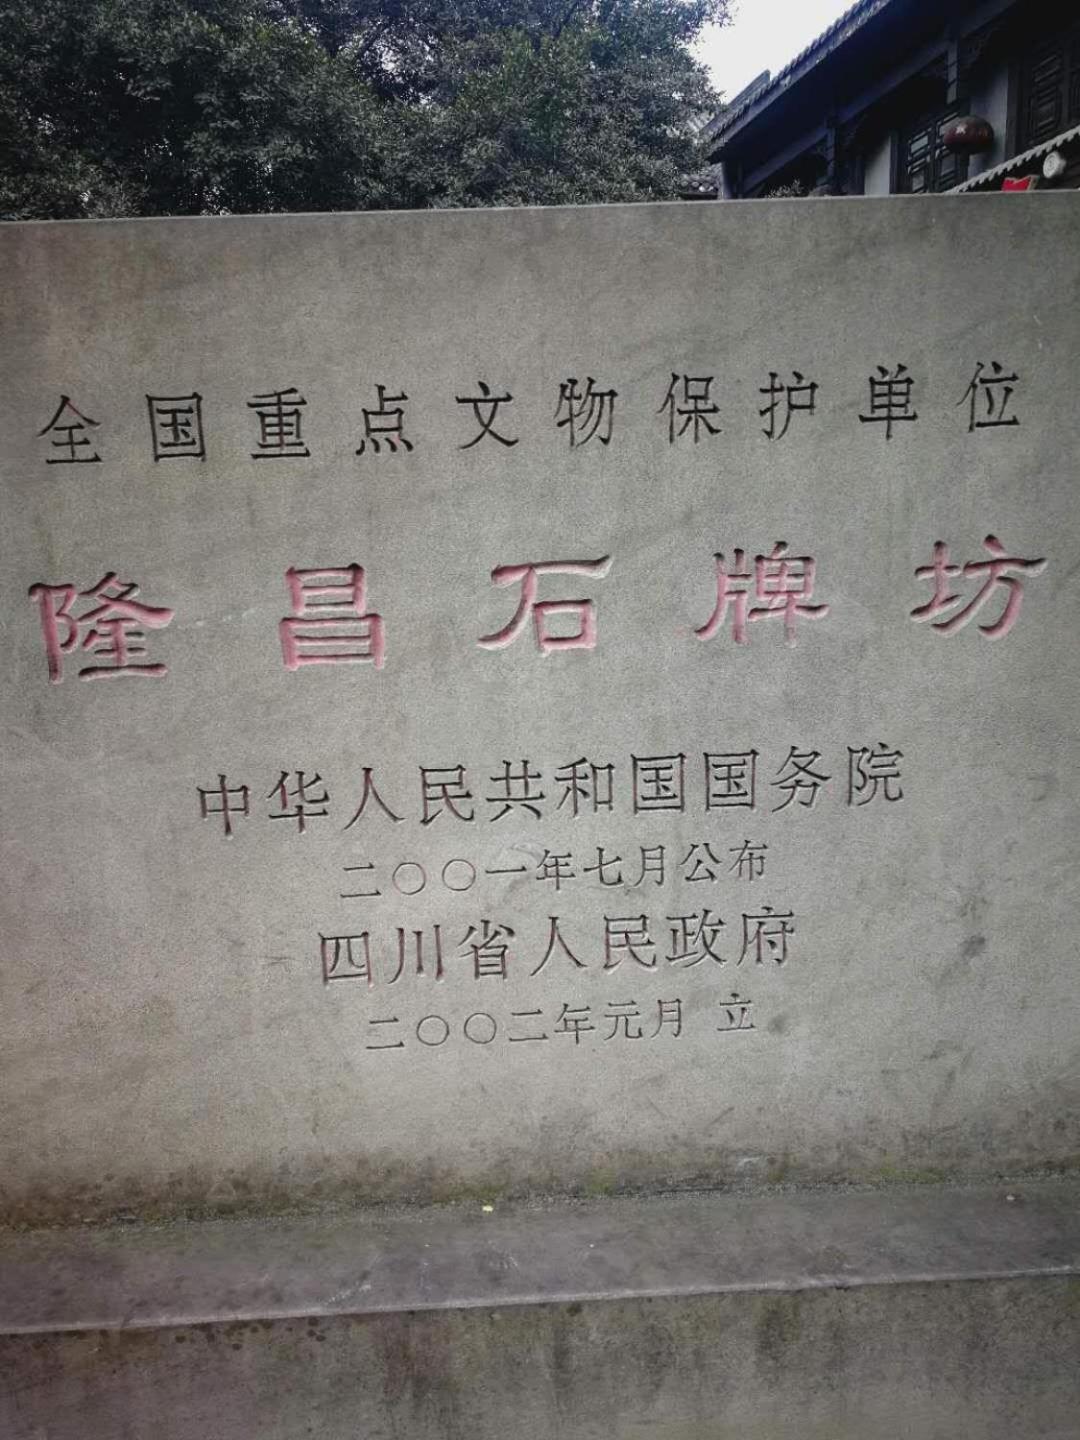 全国重点文物保护单位
隆昌石牌坊
中华人民共和国国务院
二〇〇一年七月公布
四川省人民政府
二〇〇二年元月 立